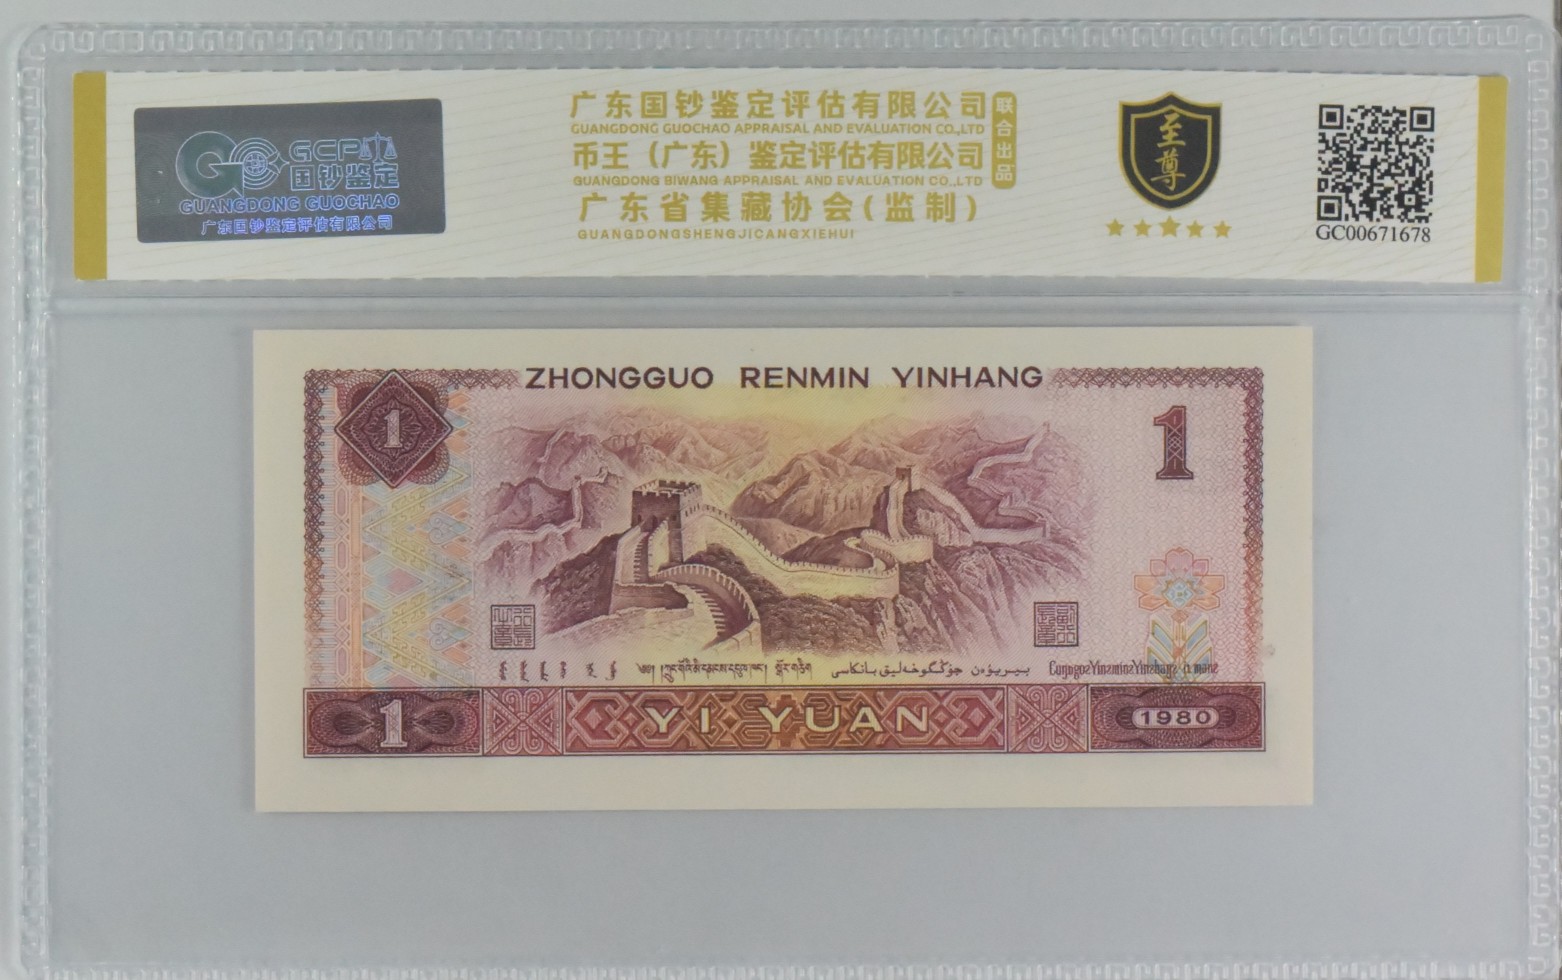 GCP
国钞鉴定
GUANGDONG GUOCHAO
广东国钞鉴定评估有限公司
广东国钞鉴定评估有限公司
GUANGDONG GUOCHAO APPRAISAL AND EVALUATION CO.,LTD
币王（广东）鉴定评估有限公司
GUANGDONG BIWANG APPRAISAL AND EVALUATION CO.,LTD
广东省集藏协会(监制)
GUANGDONGSHENGJICANGXIEHUI
联合出品
至尊
GC00671678
ZHONGGUO RENMIN YINHANG
1
1
بىيرىيۋەن جۇڭگوخەلىق بانكاسى
1
YI YUAN
1980